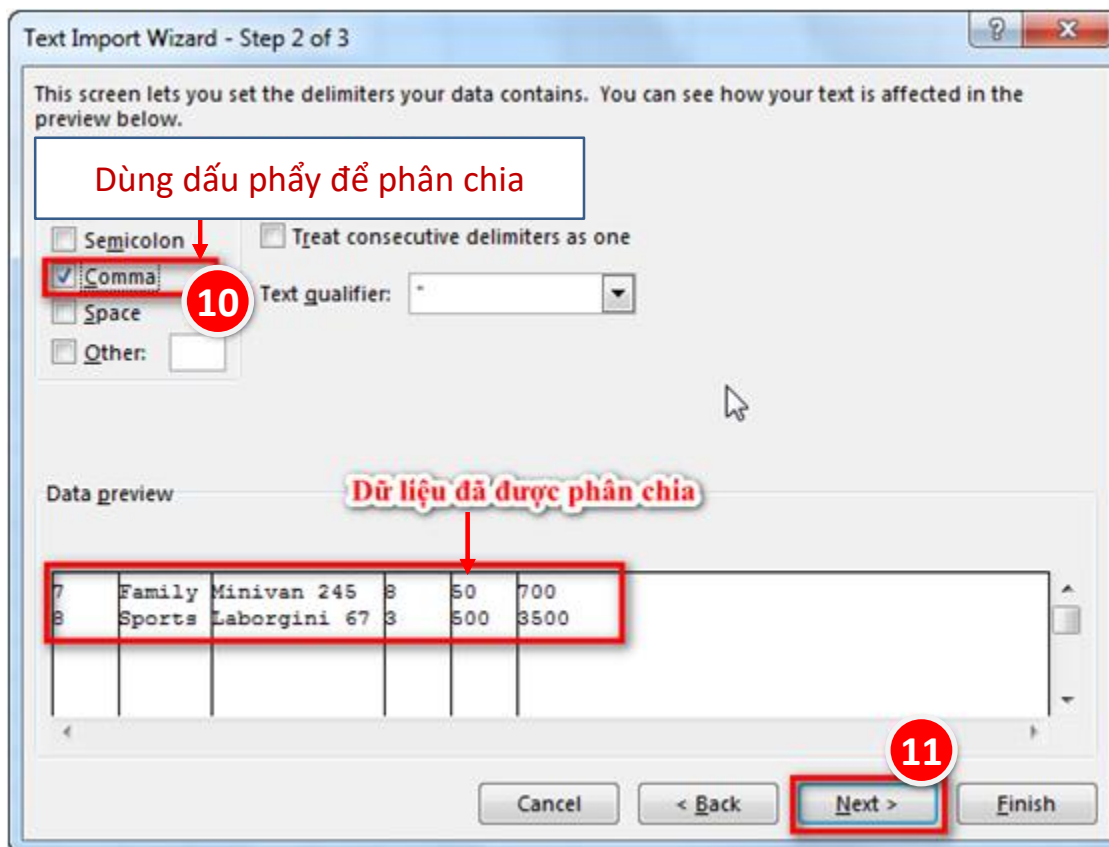 Text Import Wizard - Step 2 of 3
?
This screen lets you set the delimiters your data contains. You can see how your text is affected in the
preview below.
Dùng dấu phẩy để phân chia
Semicolon
Treat consecutive delimiters as one
Comma
10
Text qualifier: "
Space
Other:
Data preview
Dữ liệu đã được phân chia
7 Family Minivan 245 8 50 700
8 Sports Laborgini 67 3 500 3500
11
Cancel < Back Next > Finish